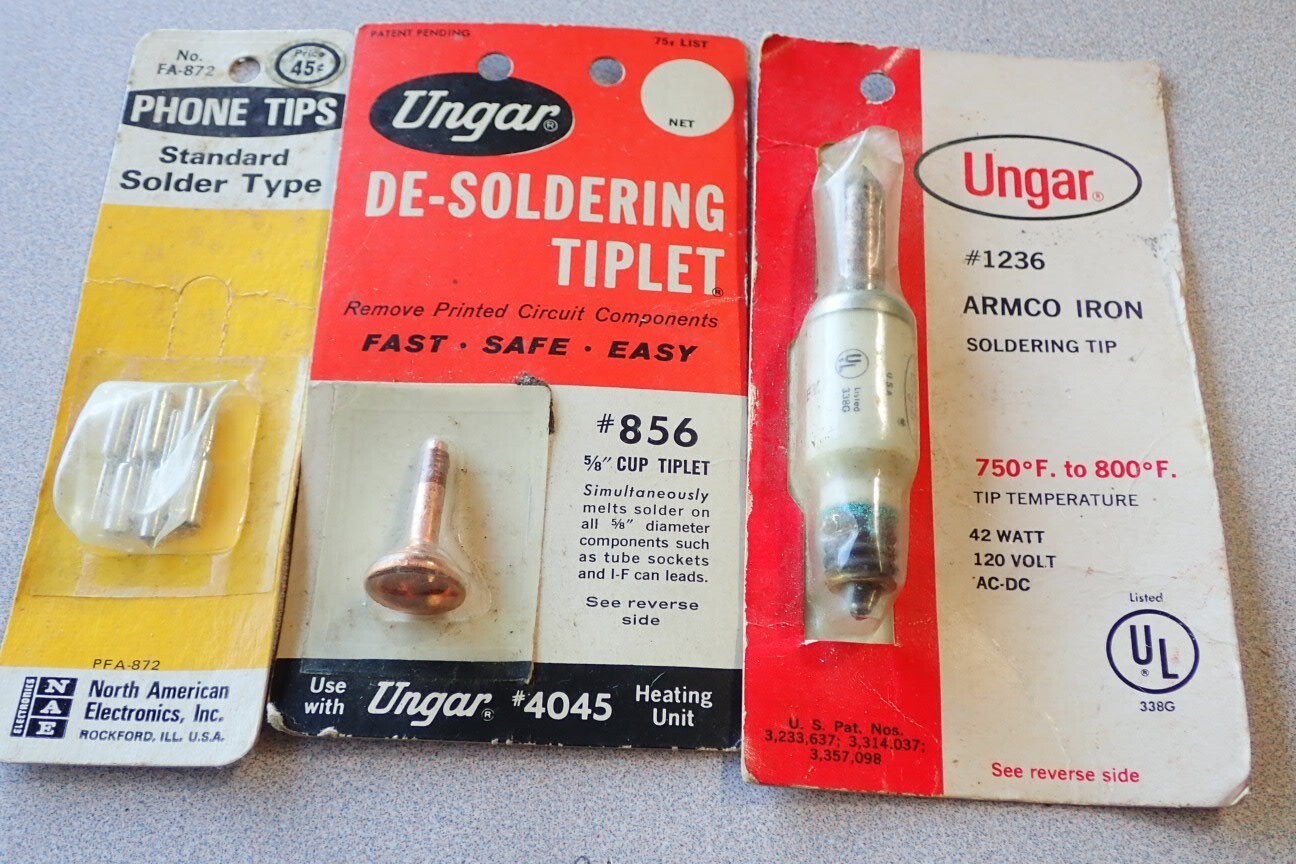 No.
FA-872
Price
45¢
PHONE TIPS
Standard
Solder Type
PFA-872
ELECTRONICS
N
A
E
North American
Electronics, Inc.
ROCKFORD, ILL. U.S.A.
PATENT PENDING
75¢ LIST
Ungar®
NET
DE-SOLDERING
TIPLET®
Remove Printed Circuit Components
FAST · SAFE · EASY
#856
5/8" CUP TIPLET
Simultaneously
melts solder on
all 5/8" diameter
components such
as tube sockets
and I-F can leads.
See reverse
side
Use
with
Ungar®
#4045
Heating
Unit
Ungar®
#1236
ARMCO IRON
SOLDERING TIP
750°F. to 800°F.
TIP TEMPERATURE
42 WATT
120 VOLT
AC-DC
Listed
UL®
338G
UL
Listed
338G
U.S.A.
U. S. Pat. Nos.
3,233,637; 3,314.037;
3,357,098
See reverse side